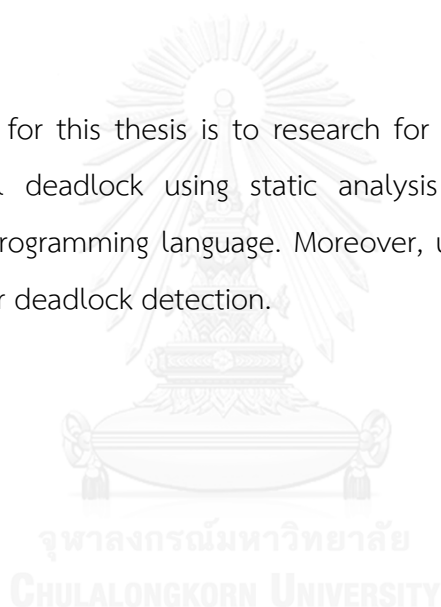 for this thesis is to research for
deadlock using static analysis
rogramming language. Moreover, u
r deadlock detection.
จุฬาลงกรณ์มหาวิทยาลัย
CHULALONGKORN UNIVERSITY